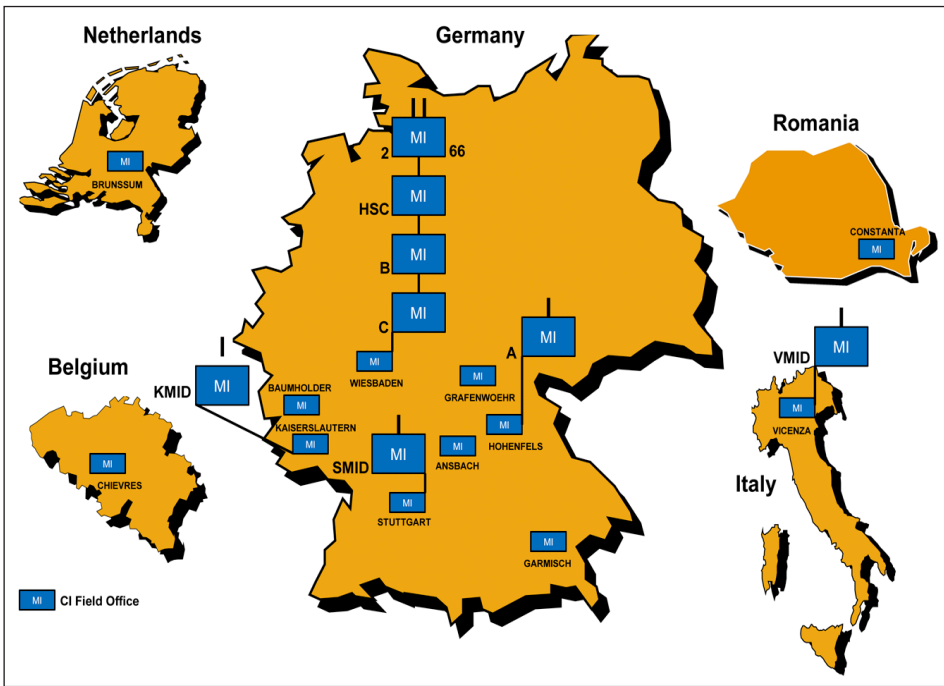 Netherlands
Germany
Romania
Belgium
Italy
MI
BRUNSSUM
2
MI
66
HSC
MI
B
MI
C
MI
MI
WIESBADEN
A
MI
MI
GRAFENWOEHR
MI
HOHENFELS
KMID
MI
BAUMHOLDER
MI
KAISERSLAUTERN
MI
SMID
MI
MI
ANSBACH
MI
STUTTGART
MI
GARMISCH
CONSTANTA
MI
VMID
MI
MI
VICENZA
MI
CHIEVRES
MI CI Field Office